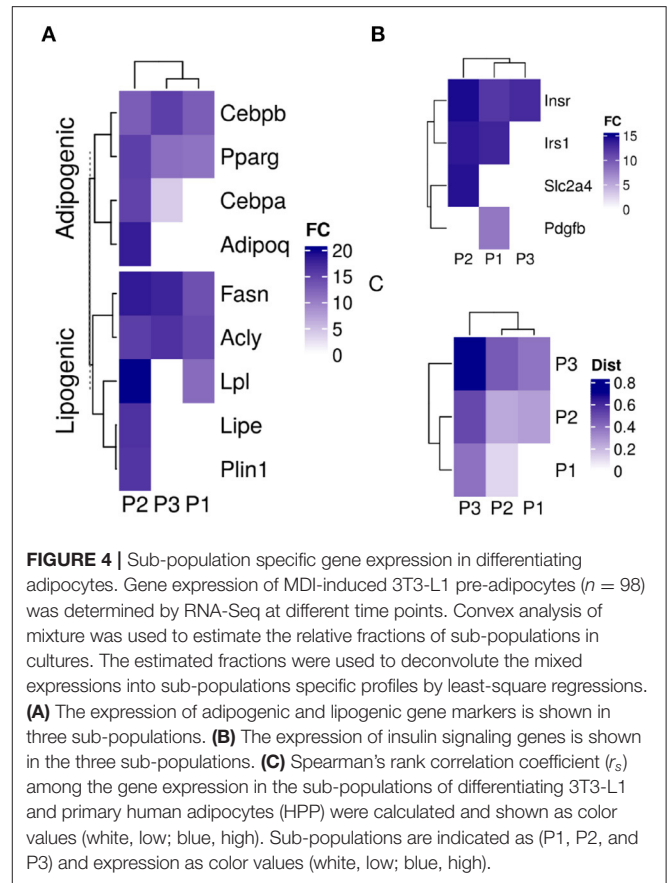 A
Adipogenic
Lipogenic
Cebpb
Pparg
Cebpa
Adipoq
Fasn
Acly
Lpl
Lipe
Plin1
P2 P3 P1
FC
20
15
10
5
0
B
Insr
Irs1
Slc2a4
Pdgfb
P2 P1 P3
FC
15
10
5
0
C
P3
P2
P1
P3 P2 P1
Dist
0.8
0.6
0.4
0.2
0
FIGURE 4 | Sub-population specific gene expression in differentiating
adipocytes. Gene expression of MDI-induced 3T3-L1 pre-adipocytes (n = 98)
was determined by RNA-Seq at different time points. Convex analysis of
mixture was used to estimate the relative fractions of sub-populations in
cultures. The estimated fractions were used to deconvolute the mixed
expressions into sub-populations specific profiles by least-square regressions.
(A) The expression of adipogenic and lipogenic gene markers is shown in
three sub-populations. (B) The expression of insulin signaling genes is shown
in the three sub-populations. (C) Spearman's rank correlation coefficient (rs)
among the gene expression in the sub-populations of differentiating 3T3-L1
and primary human adipocytes (HPP) were calculated and shown as color
values (white, low; blue, high). Sub-populations are indicated as (P1, P2, and
P3) and expression as color values (white, low; blue, high).